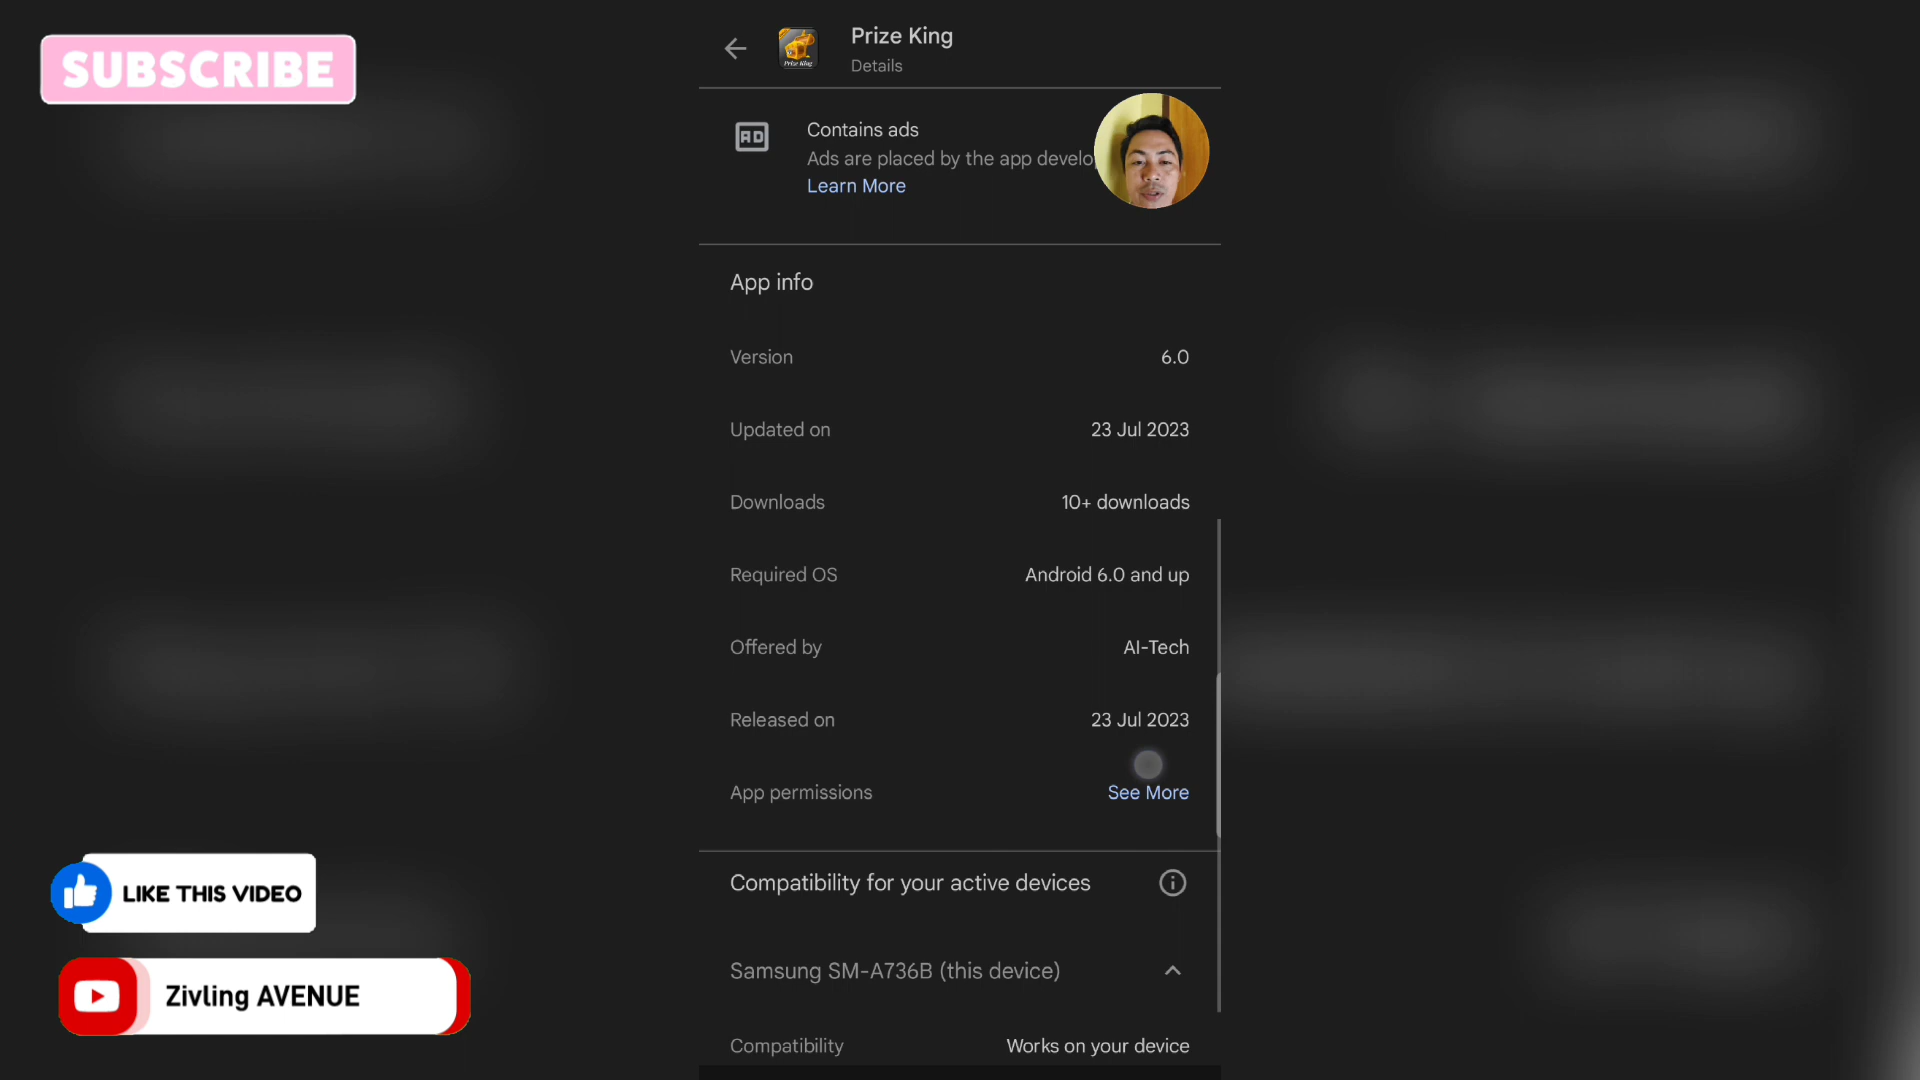 SUBSCRIBE
Prize King
Details
Prize King
AD
Contains ads
Ads are placed by the app develo
Learn More
App info
Version 6.0
Updated on 23 Jul 2023
Downloads 10+ downloads
Required OS Android 6.0 and up
Offered by AI-Tech
Released on 23 Jul 2023
App permissions See More
Compatibility for your active devices
Samsung SM-A736B (this device)
Compatibility Works on your device
LIKE THIS VIDEO
Zivling AVENUE